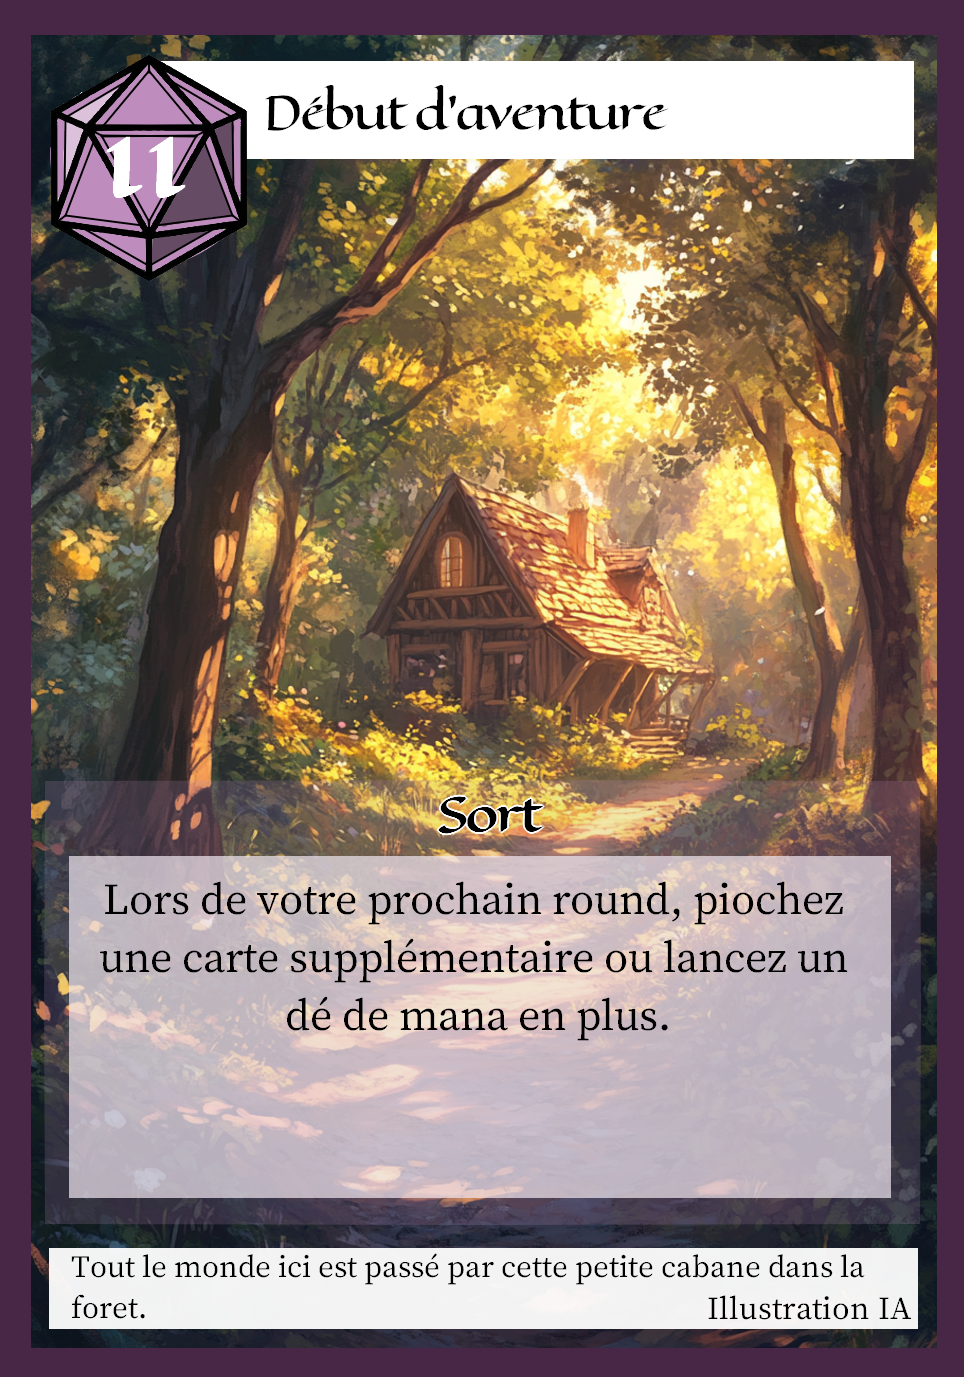 Début d'aventure
11
Sort
Lors de votre prochain round, piochez
une carte supplémentaire ou lancez un
dé de mana en plus.
Tout le monde ici est passé par cette petite cabane dans la
foret.
Illustration IA